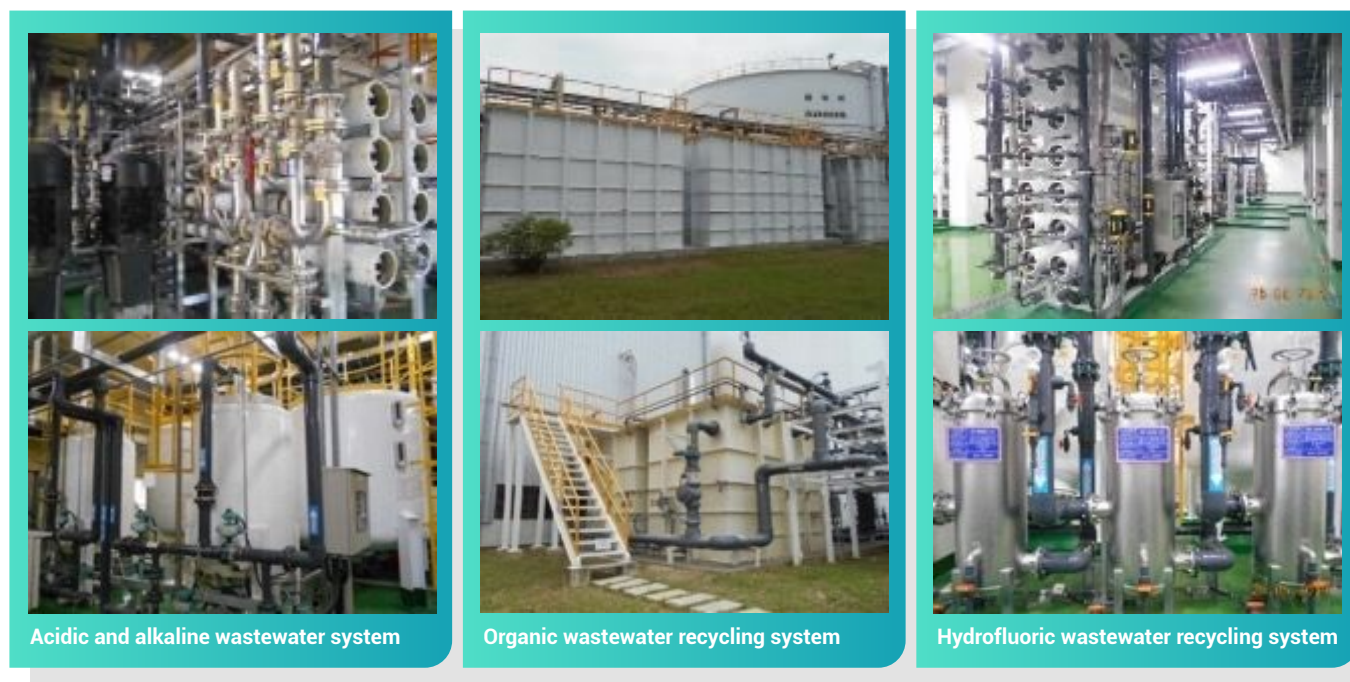 Acidic and alkaline wastewater system
Organic wastewater recycling system
Hydrofluoric wastewater recycling system